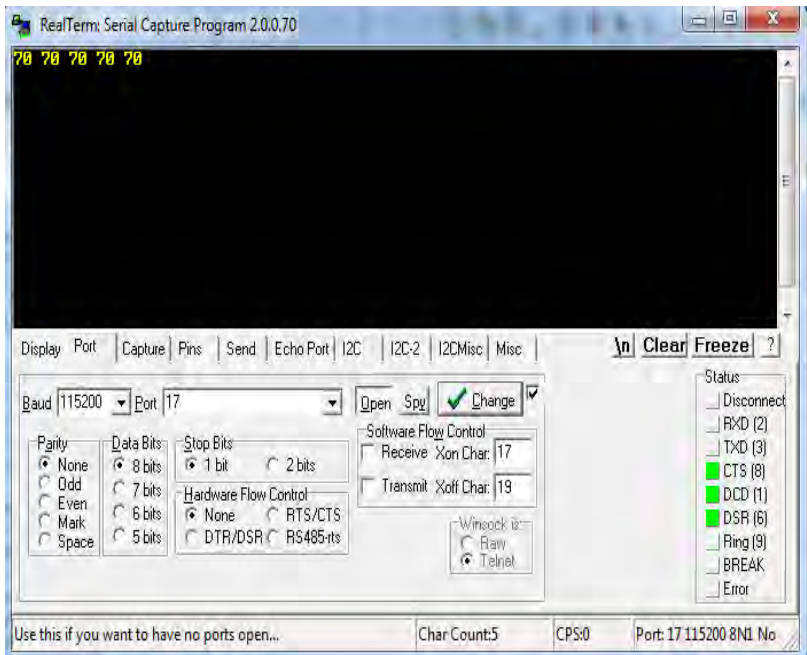 RealTerm: Serial Capture Program 2.0.0.70
70 70 70 70 70
Display Port Capture Pins Send Echo Port I2C I2C-2 I2CMisc Misc \n Clear Freeze ?
Baud 115200 Port 17 Open Spy Change
Parity
None
Odd
Even
Mark
Space
Data Bits
8 bits
7 bits
6 bits
5 bits
Stop Bits
1 bit 2 bits
Hardware Flow Control
None RTS/CTS
DTR/DSR RS485-rts
Software Flow Control
Receive Xon Char: 17
Transmit Xoff Char: 19
Winsock is:
Raw
Telnet
Status
Disconnect
RXD (2)
TXD (3)
CTS (8)
DCD (1)
DSR (6)
Ring (9)
BREAK
Error
Use this if you want to have no ports open... Char Count:5 CPS:0 Port: 17 115200 8N1 No